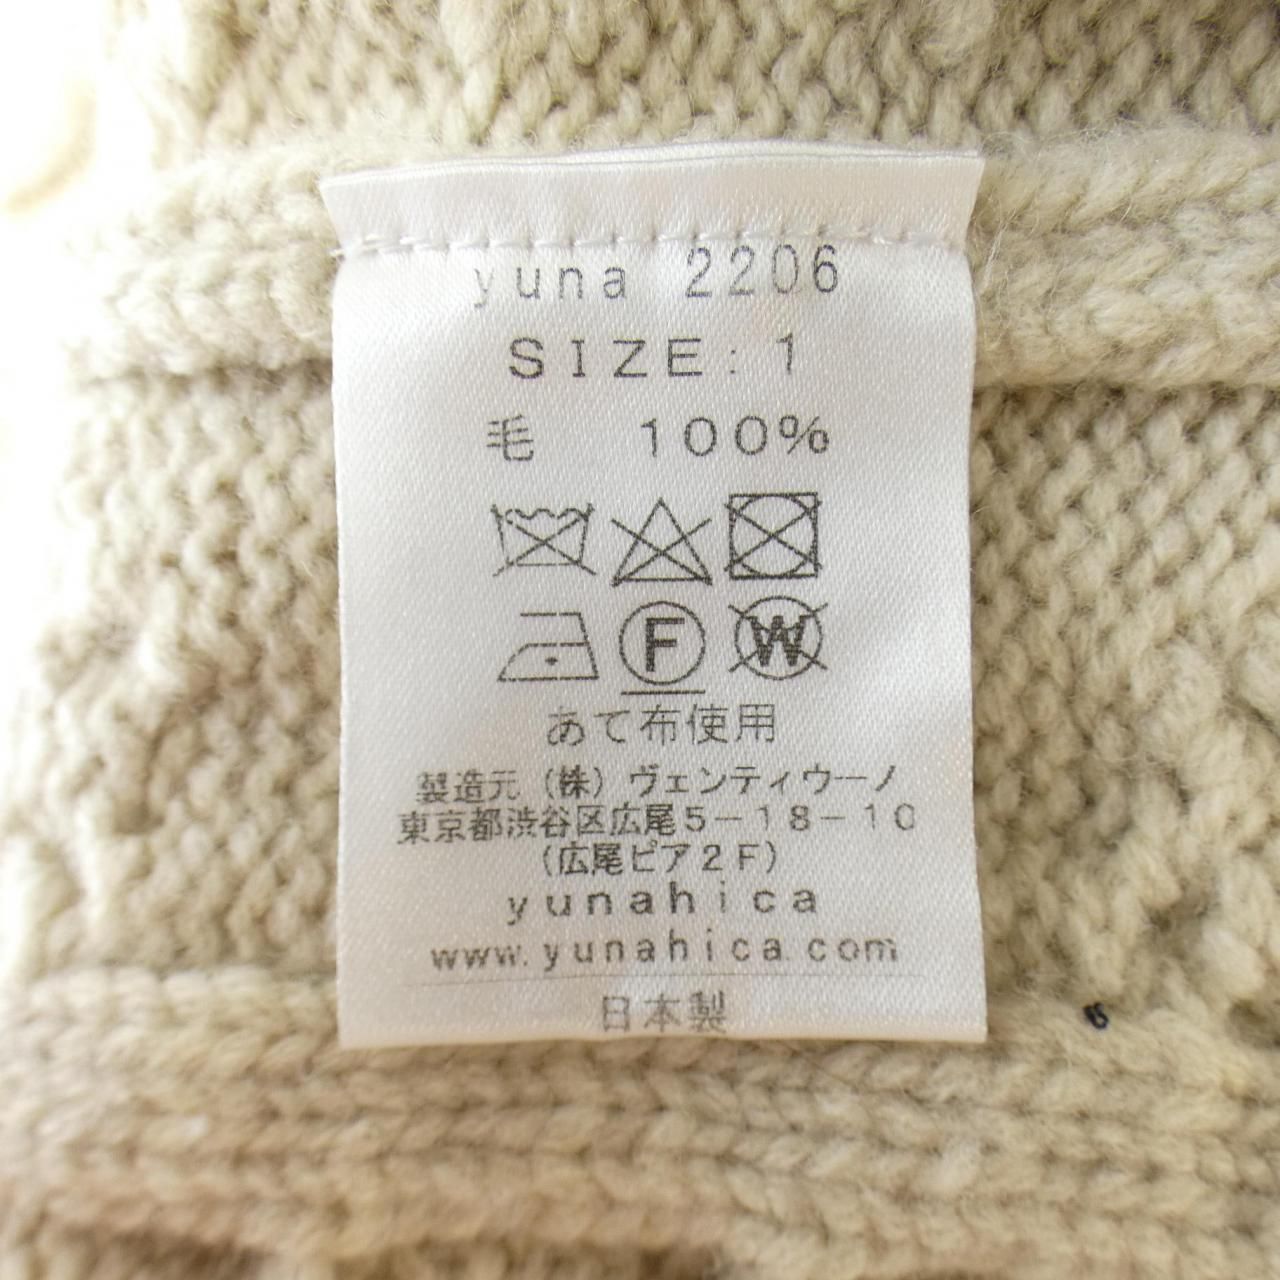 yuna 2206
SIZE: 1
毛 100%
F W
あて布使用
製造元 (株) ヴェンティウーノ
東京都渋谷区広尾5-18-10
(広尾ピア2F)
yunahica
www.yunahica.com
日本製